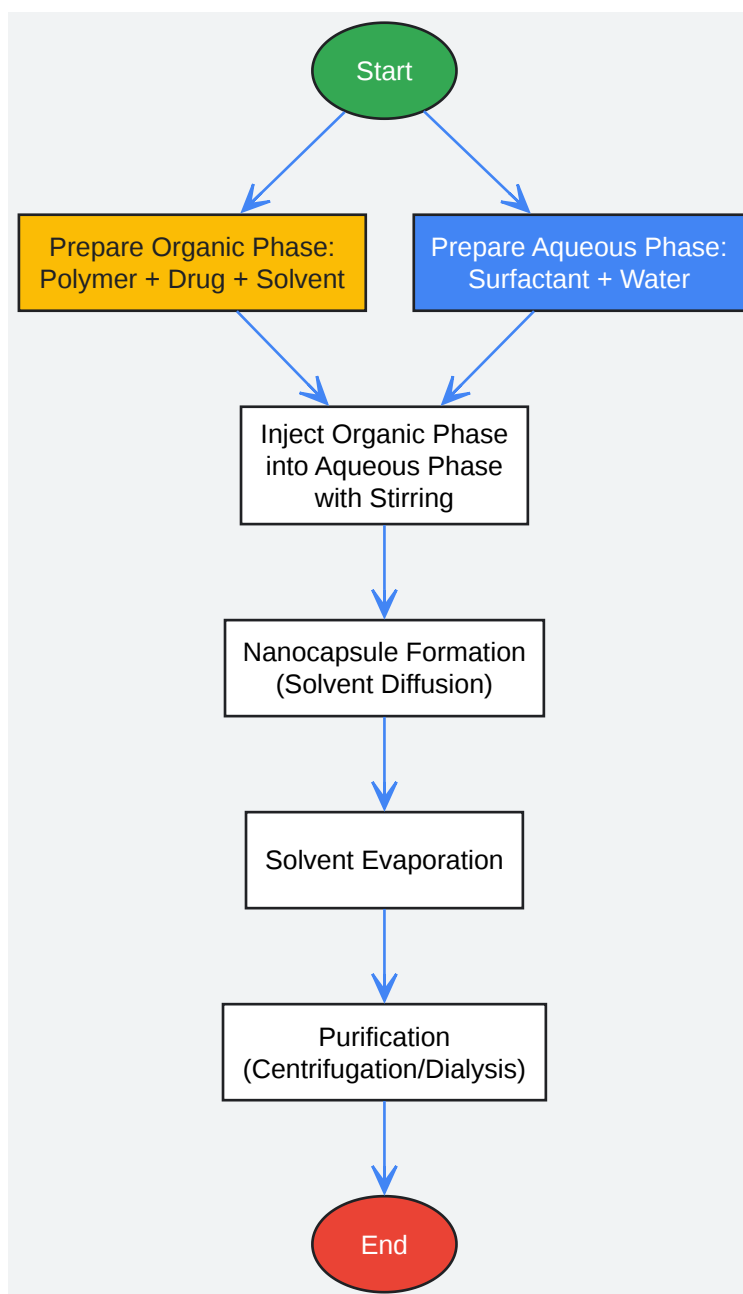 Start
Prepare Organic Phase:
Polymer + Drug + Solvent
Prepare Aqueous Phase:
Surfactant + Water
Inject Organic Phase
into Aqueous Phase
with Stirring
Nanocapsule Formation
(Solvent Diffusion)
Solvent Evaporation
Purification
(Centrifugation/Dialysis)
End